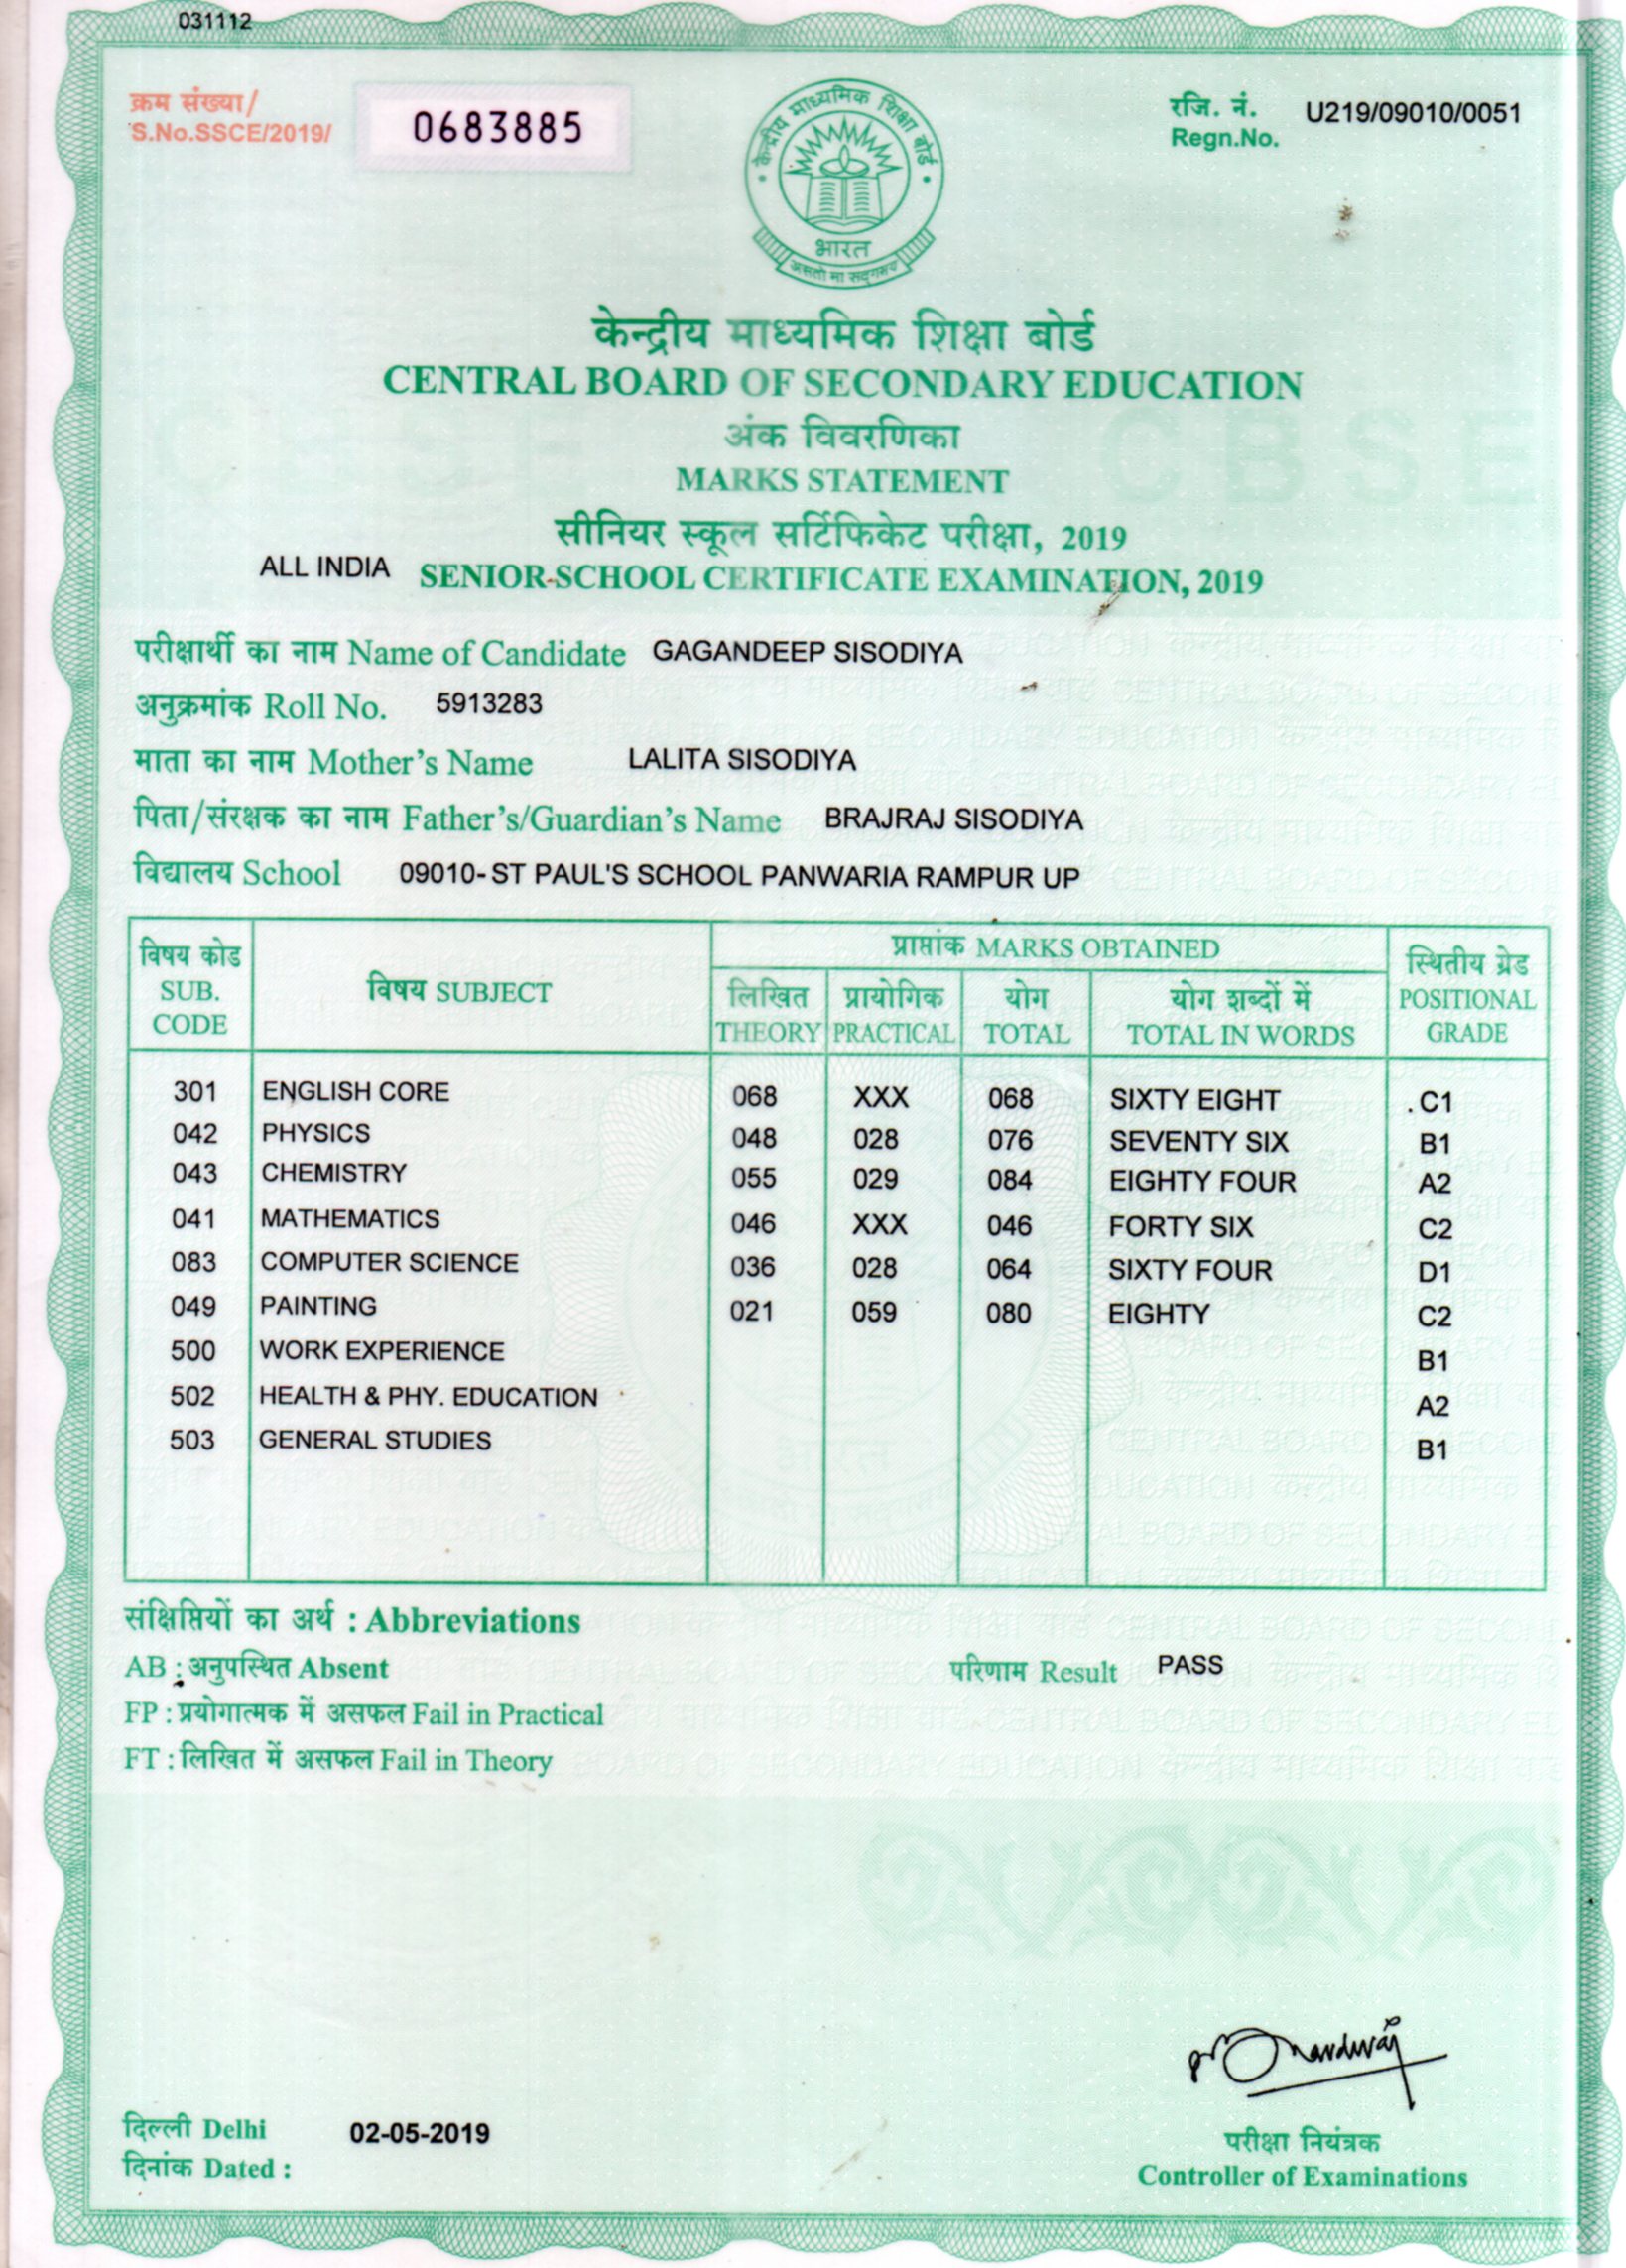 031112
क्रम संख्या/
S.No.SSCE/2019/ 0683885
रजि. नं.
Regn.No. U219/09010/0051
केन्द्रीय माध्यमिक शिक्षा बोर्ड
भारत
असतो मा सद्गमय
केन्द्रीय माध्यमिक शिक्षा बोर्ड
CENTRAL BOARD OF SECONDARY EDUCATION
अंक विवरणिका
CBSE CBSE
MARKS STATEMENT
सीनियर स्कूल सर्टिफिकेट परीक्षा, 2019
ALL INDIA SENIOR SCHOOL CERTIFICATE EXAMINATION, 2019
परीक्षार्थी का नाम Name of Candidate GAGANDEEP SISODIYA
अनुक्रमांक Roll No. 5913283
माता का नाम Mother's Name LALITA SISODIYA
पिता/संरक्षक का नाम Father's/Guardian's Name BRAJRAJ SISODIYA
विद्यालय School 09010- ST PAUL'S SCHOOL PANWARIA RAMPUR UP
विषय कोड SUB. CODE विषय SUBJECT प्राप्तांक MARKS OBTAINED स्थितीय ग्रेड POSITIONAL GRADE
लिखित THEORY प्रायोगिक PRACTICAL योग TOTAL योग शब्दों में TOTAL IN WORDS
301 ENGLISH CORE 068 XXX 068 SIXTY EIGHT C1
042 PHYSICS 048 028 076 SEVENTY SIX B1
043 CHEMISTRY 055 029 084 EIGHTY FOUR A2
041 MATHEMATICS 046 XXX 046 FORTY SIX C2
083 COMPUTER SCIENCE 036 028 064 SIXTY FOUR D1
049 PAINTING 021 059 080 EIGHTY C2
500 WORK EXPERIENCE B1
502 HEALTH & PHY. EDUCATION A2
503 GENERAL STUDIES B1
संक्षिप्तियों का अर्थ : Abbreviations
AB : अनुपस्थित Absent परिणाम Result PASS
FP : प्रयोगात्मक में असफल Fail in Practical
FT : लिखित में असफल Fail in Theory
दिल्ली Delhi
दिनांक Dated : 02-05-2019
परीक्षा नियंत्रक
Controller of Examinations